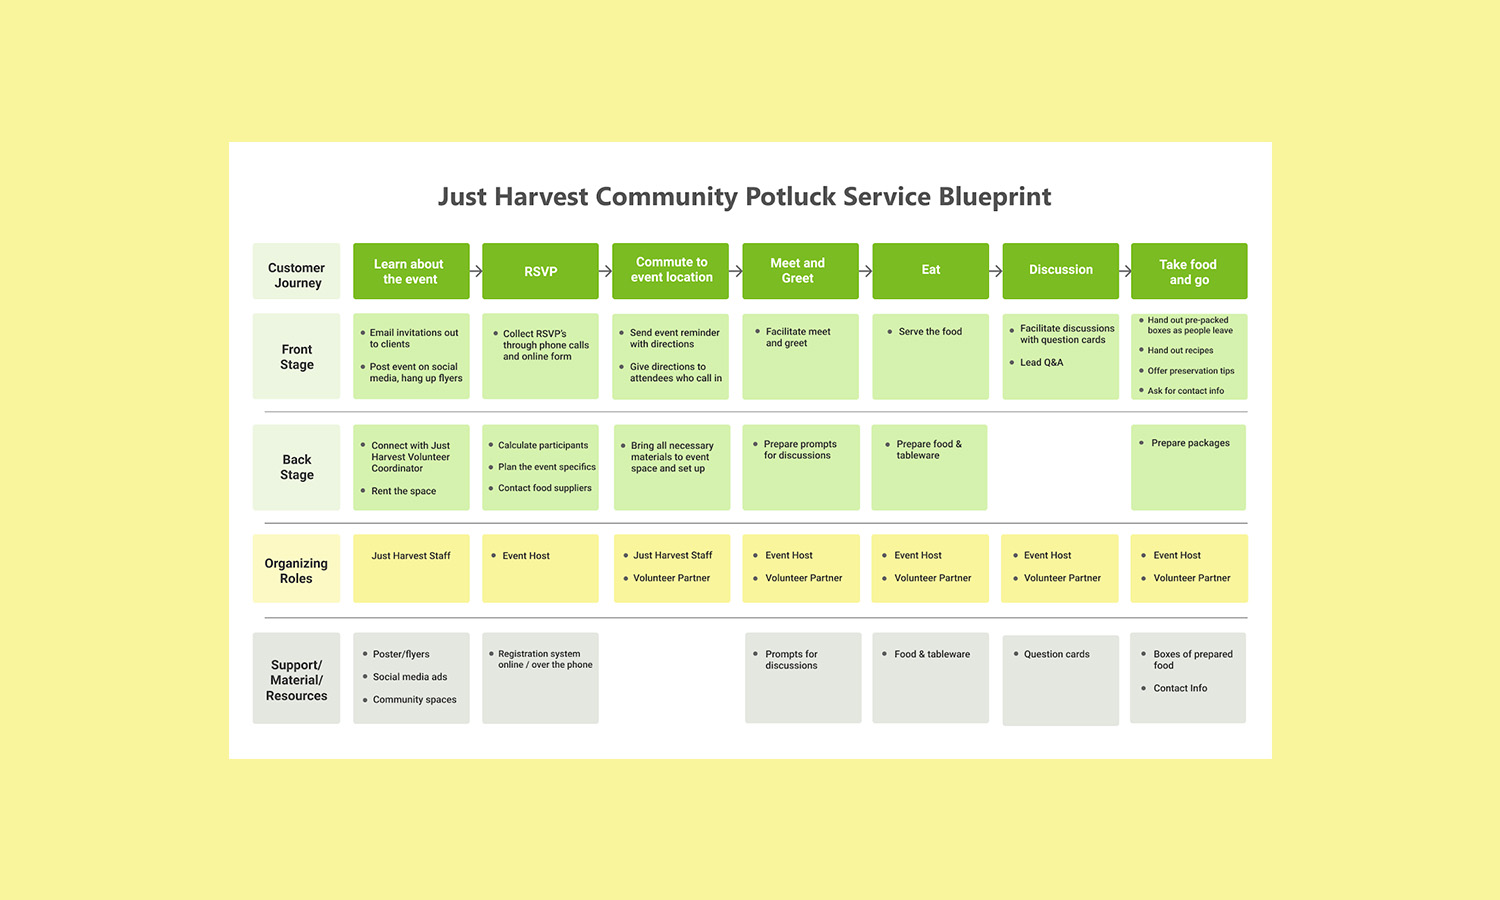 Just Harvest Community Potluck Service Blueprint
Customer
Journey
Learn about
the event
RSVP
Commute to
event location
Meet and
Greet
Eat
Discussion
Take food
and go
Front
Stage
Email invitations out
to clients
Post event on social
media, hang up flyers
Collect RSVP's
through phone calls
and online form
Send event reminder
with directions
Give directions to
attendees who call in
Facilitate meet
and greet
Serve the food
Facilitate discussions
with question cards
Lead Q&A
Hand out pre-packed
boxes as people leave
Hand out recipes
Offer preservation tips
Ask for contact info
Back
Stage
Connect with Just
Harvest Volunteer
Coordinator
Rent the space
Calculate participants
Plan the event specifics
Contact food suppliers
Bring all necessary
materials to event
space and set up
Prepare prompts
for discussions
Prepare food &
tableware
Prepare packages
Organizing
Roles
Just Harvest Staff
Event Host
Just Harvest Staff
Volunteer Partner
Event Host
Volunteer Partner
Event Host
Volunteer Partner
Event Host
Volunteer Partner
Event Host
Volunteer Partner
Support/
Material/
Resources
Poster/flyers
Social media ads
Community spaces
Registration system
online / over the phone
Prompts for
discussions
Food & tableware
Question cards
Boxes of prepared
food
Contact Info